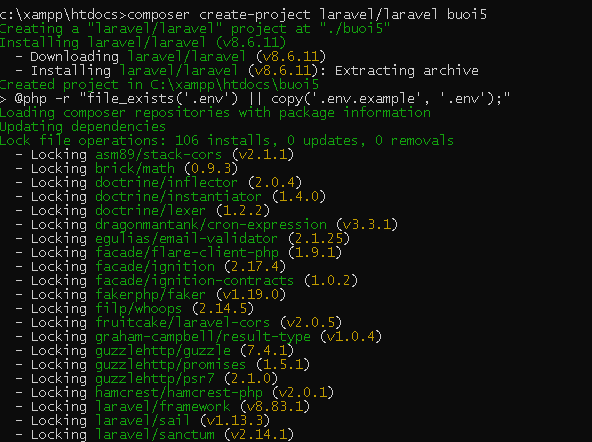 c:\xampp\htdocs>composer create-project laravel/laravel buoi5
Creating a "laravel/laravel" project at "./buoi5"
Installing laravel/laravel (v8.6.11)
  - Downloading laravel/laravel (v8.6.11)
  - Installing laravel/laravel (v8.6.11): Extracting archive
Created project in C:\xampp\htdocs\buoi5
> @php -r "file_exists('.env') || copy('.env.example', '.env');"
Loading composer repositories with package information
Updating dependencies
Lock file operations: 106 installs, 0 updates, 0 removals
  - Locking asm89/stack-cors (v2.1.1)
  - Locking brick/math (0.9.3)
  - Locking doctrine/inflector (2.0.4)
  - Locking doctrine/instantiator (1.4.0)
  - Locking doctrine/lexer (1.2.2)
  - Locking dragonmantank/cron-expression (v3.3.1)
  - Locking egulias/email-validator (2.1.25)
  - Locking facade/flare-client-php (1.9.1)
  - Locking facade/ignition (2.17.4)
  - Locking facade/ignition-contracts (1.0.2)
  - Locking fakerphp/faker (v1.19.0)
  - Locking filp/whoops (2.14.5)
  - Locking fruitcake/laravel-cors (v2.0.5)
  - Locking graham-campbell/result-type (v1.0.4)
  - Locking guzzlehttp/guzzle (7.4.1)
  - Locking guzzlehttp/promises (1.5.1)
  - Locking guzzlehttp/psr7 (2.1.0)
  - Locking hamcrest/hamcrest-php (v2.0.1)
  - Locking laravel/framework (v8.83.1)
  - Locking laravel/sail (v1.13.3)
  - Locking laravel/sanctum (v2.14.1)